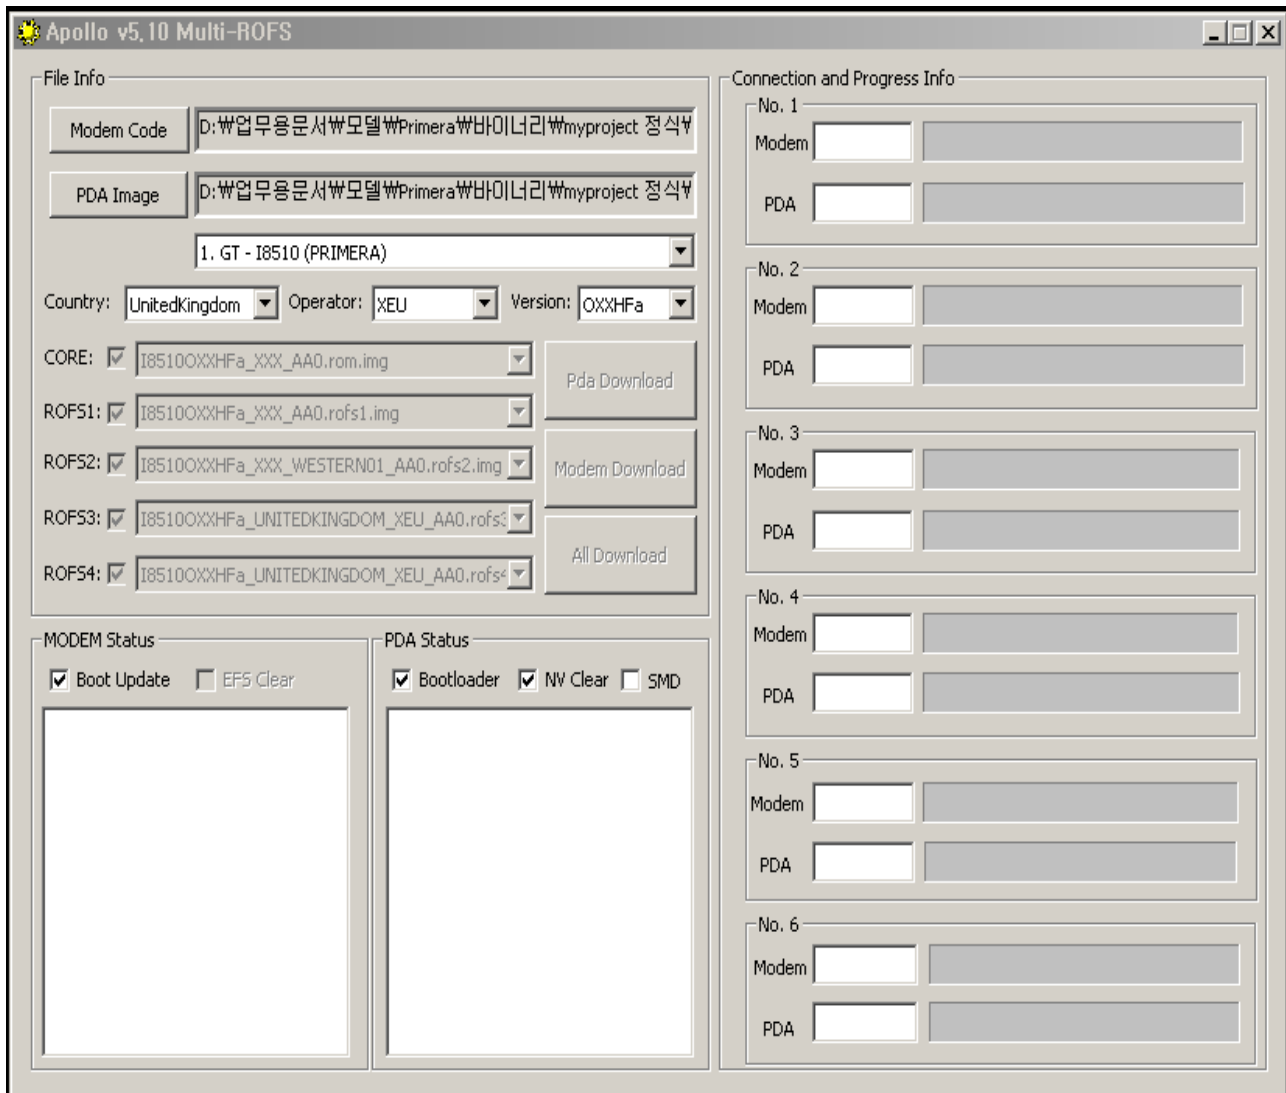 Apollo v5.10 Multi-ROFS
File Info
Modem Code
D:₩업무용문서₩모델₩Primera₩바이너리₩myproject 정식₩
PDA Image
D:₩업무용문서₩모델₩Primera₩바이너리₩myproject 정식₩
1. GT - I8510 (PRIMERA)
Country: UnitedKingdom Operator: XEU Version: OXXHFa
CORE: I8510OXXHFa_XXX_AA0.rom.img
ROFS1: I8510OXXHFa_XXX_AA0.rofs1.img
ROFS2: I8510OXXHFa_XXX_WESTERN01_AA0.rofs2.img
ROFS3: I8510OXXHFa_UNITEDKINGDOM_XEU_AA0.rofs3
ROFS4: I8510OXXHFa_UNITEDKINGDOM_XEU_AA0.rofs4
Pda Download
Modem Download
All Download
MODEM Status
Boot Update EFS Clear
PDA Status
Bootloader NV Clear SMD
Connection and Progress Info
No. 1
Modem
PDA
No. 2
Modem
PDA
No. 3
Modem
PDA
No. 4
Modem
PDA
No. 5
Modem
PDA
No. 6
Modem
PDA